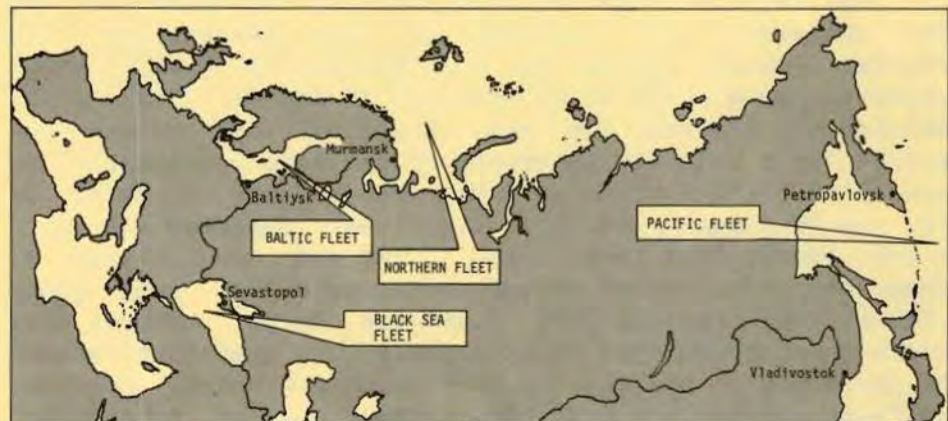 Murmansk
Baltiysk
Petropavlovsk
BALTIC FLEET
PACIFIC FLEET
NORTHERN FLEET
Sevastopol
BLACK SEA
FLEET
Vladivostok